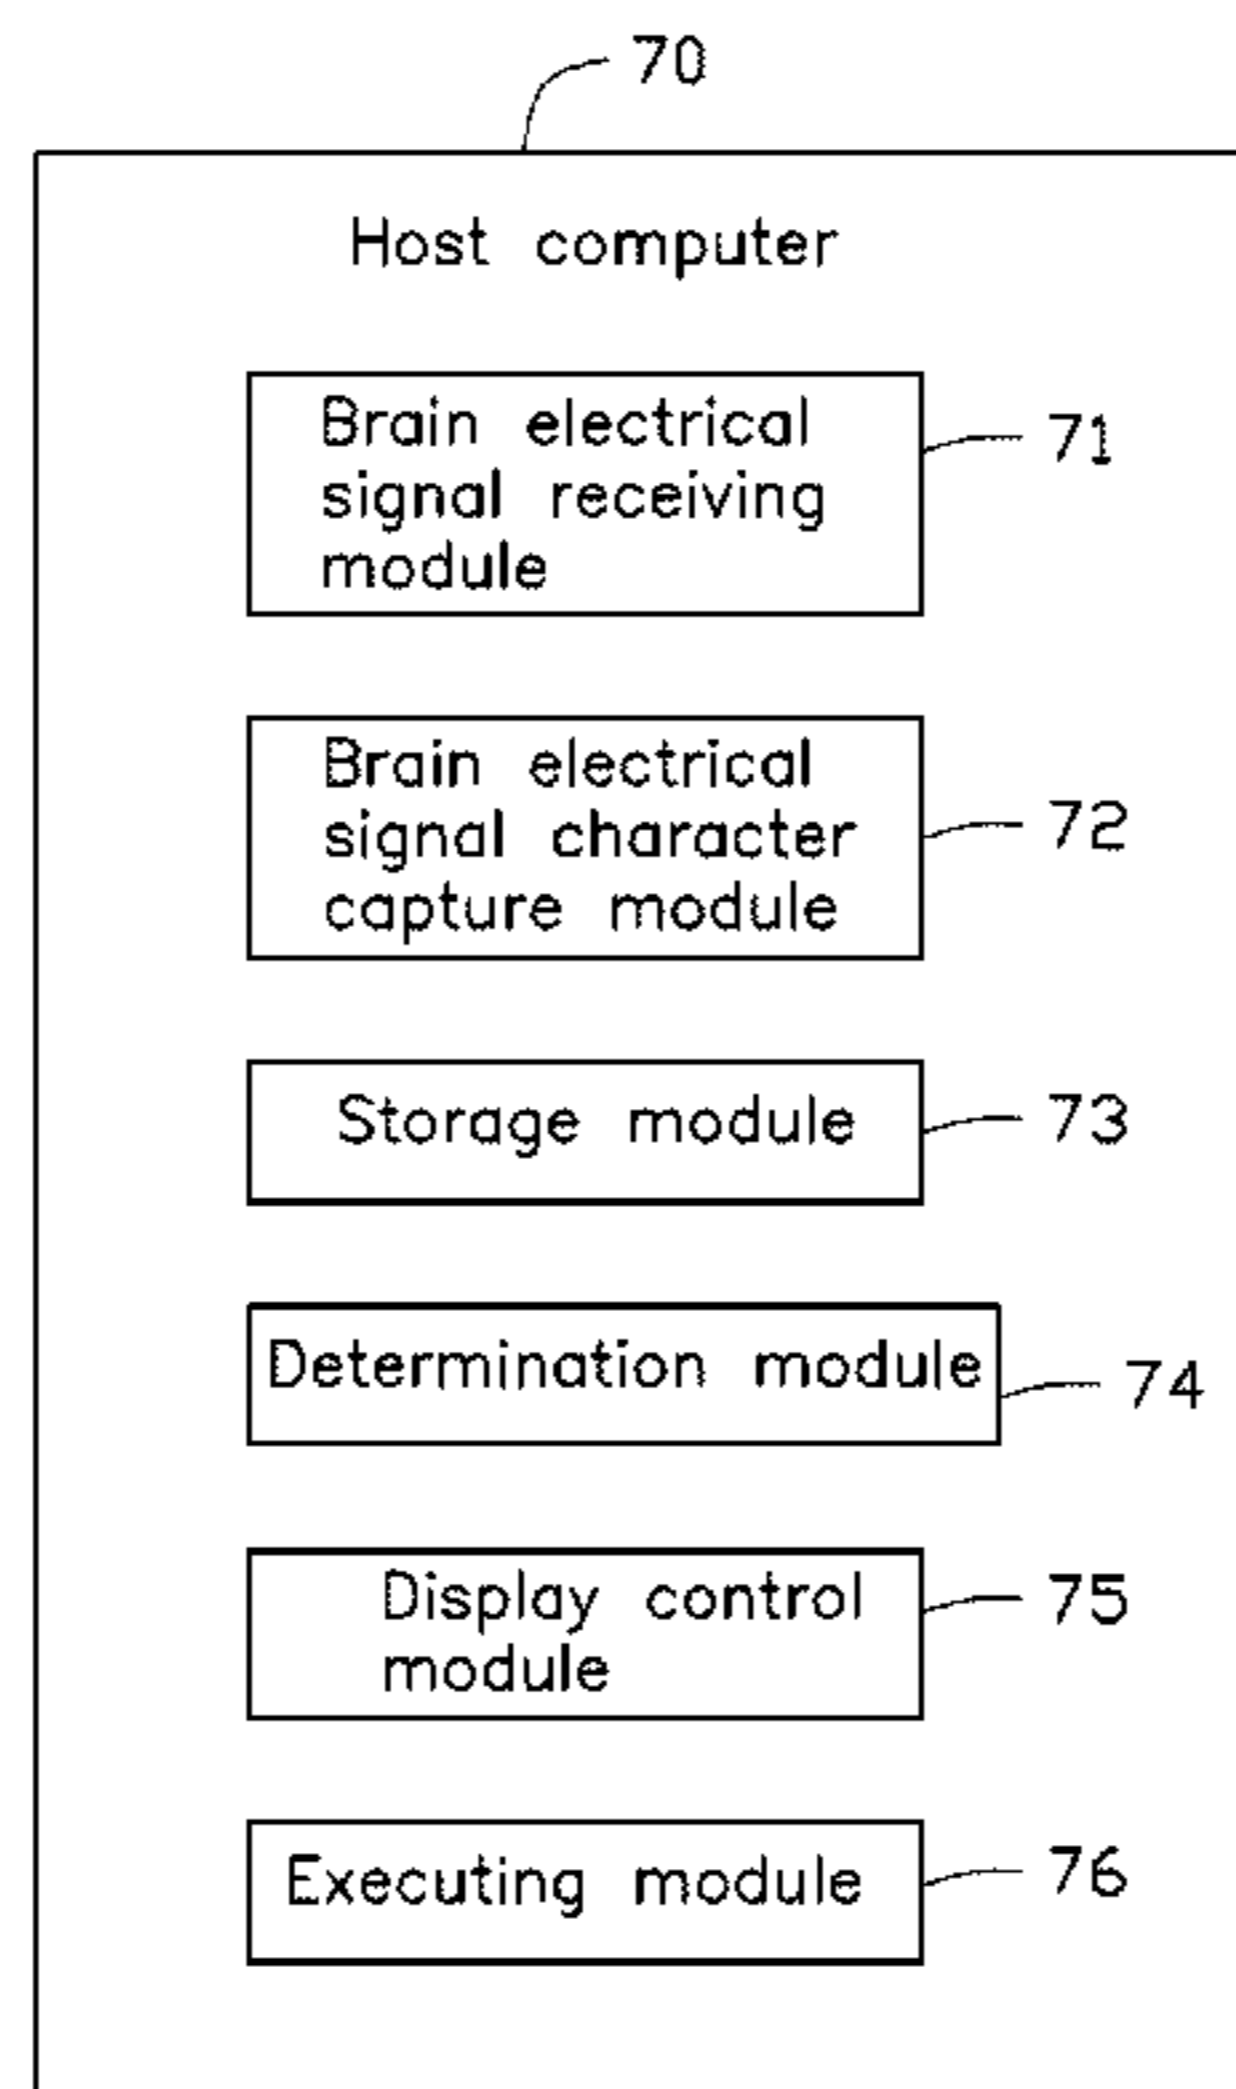 70
Host computer
Brain electrical
signal receiving
module
71
Brain electrical
signal character
capture module
72
Storage module
73
Determination module
74
Display control
module
75
Executing module
76